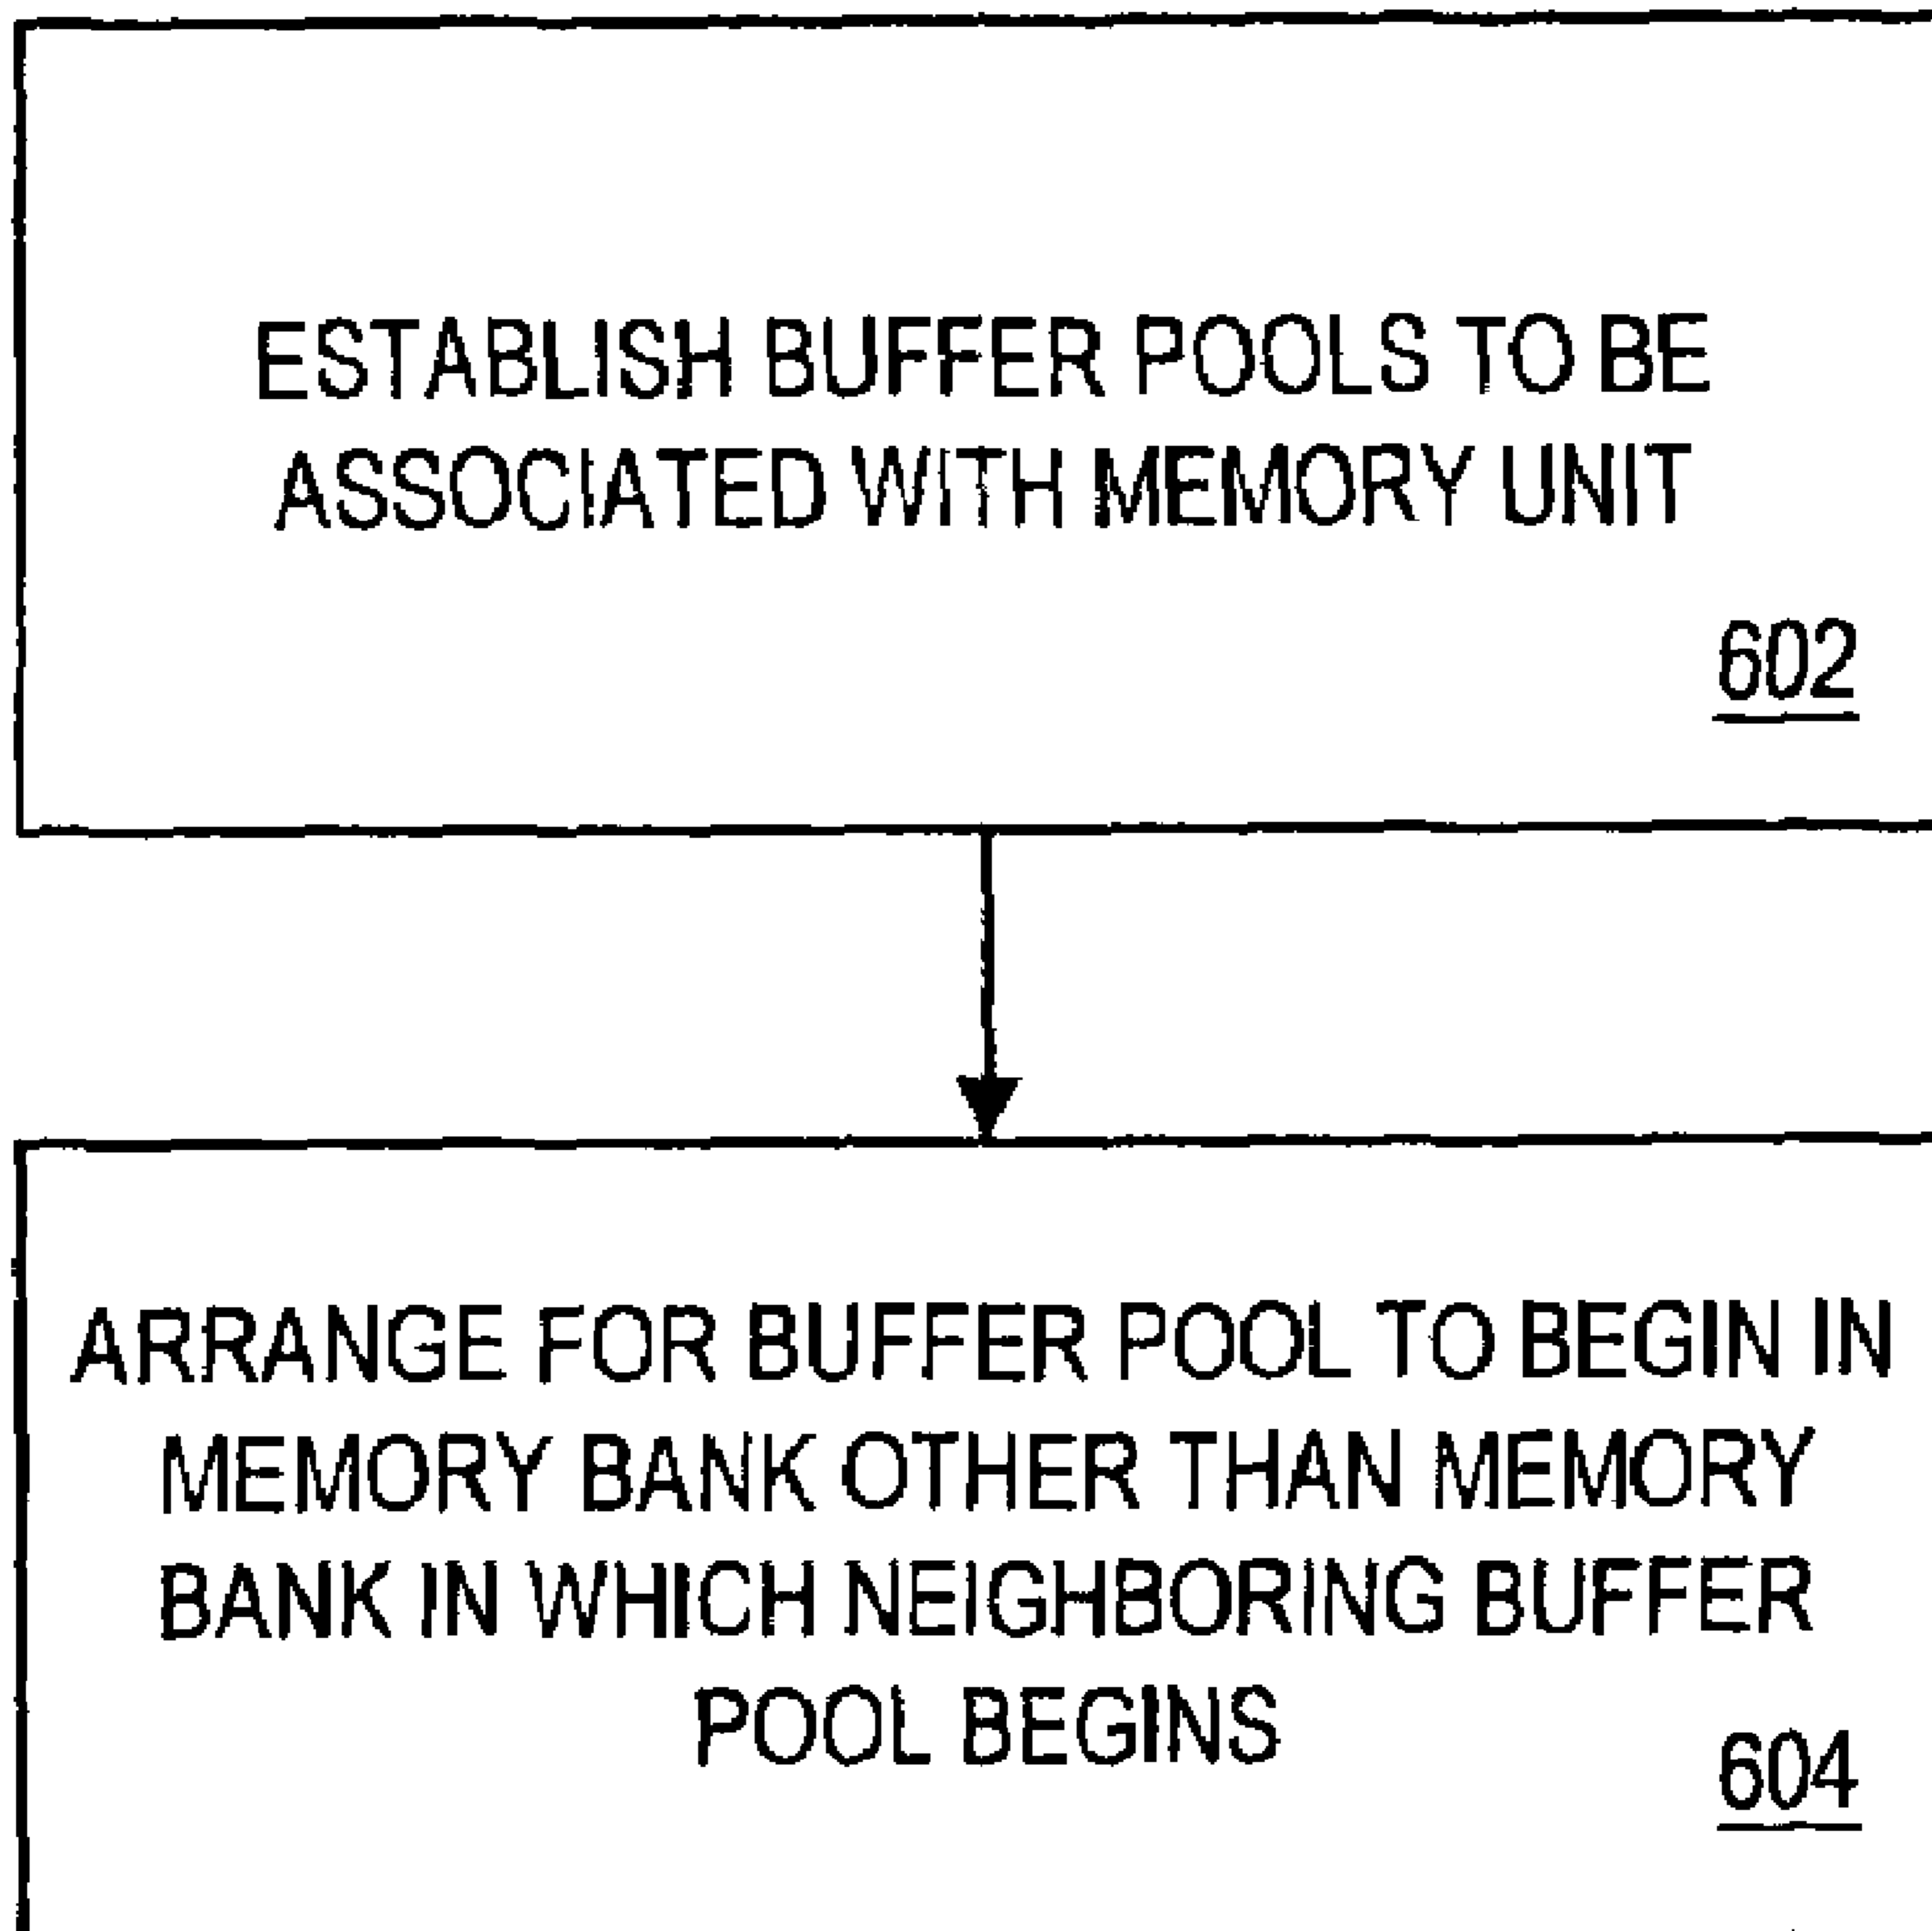 ESTABLISH BUFFER POOLS TO BE
ASSOCIATED WITH MEMORY UNIT
602
ARRANGE FOR BUFFER POOL TO BEGIN IN
MEMORY BANK OTHER THAN MEMORY
BANK IN WHICH NEIGHBORING BUFFER
POOL BEGINS
604